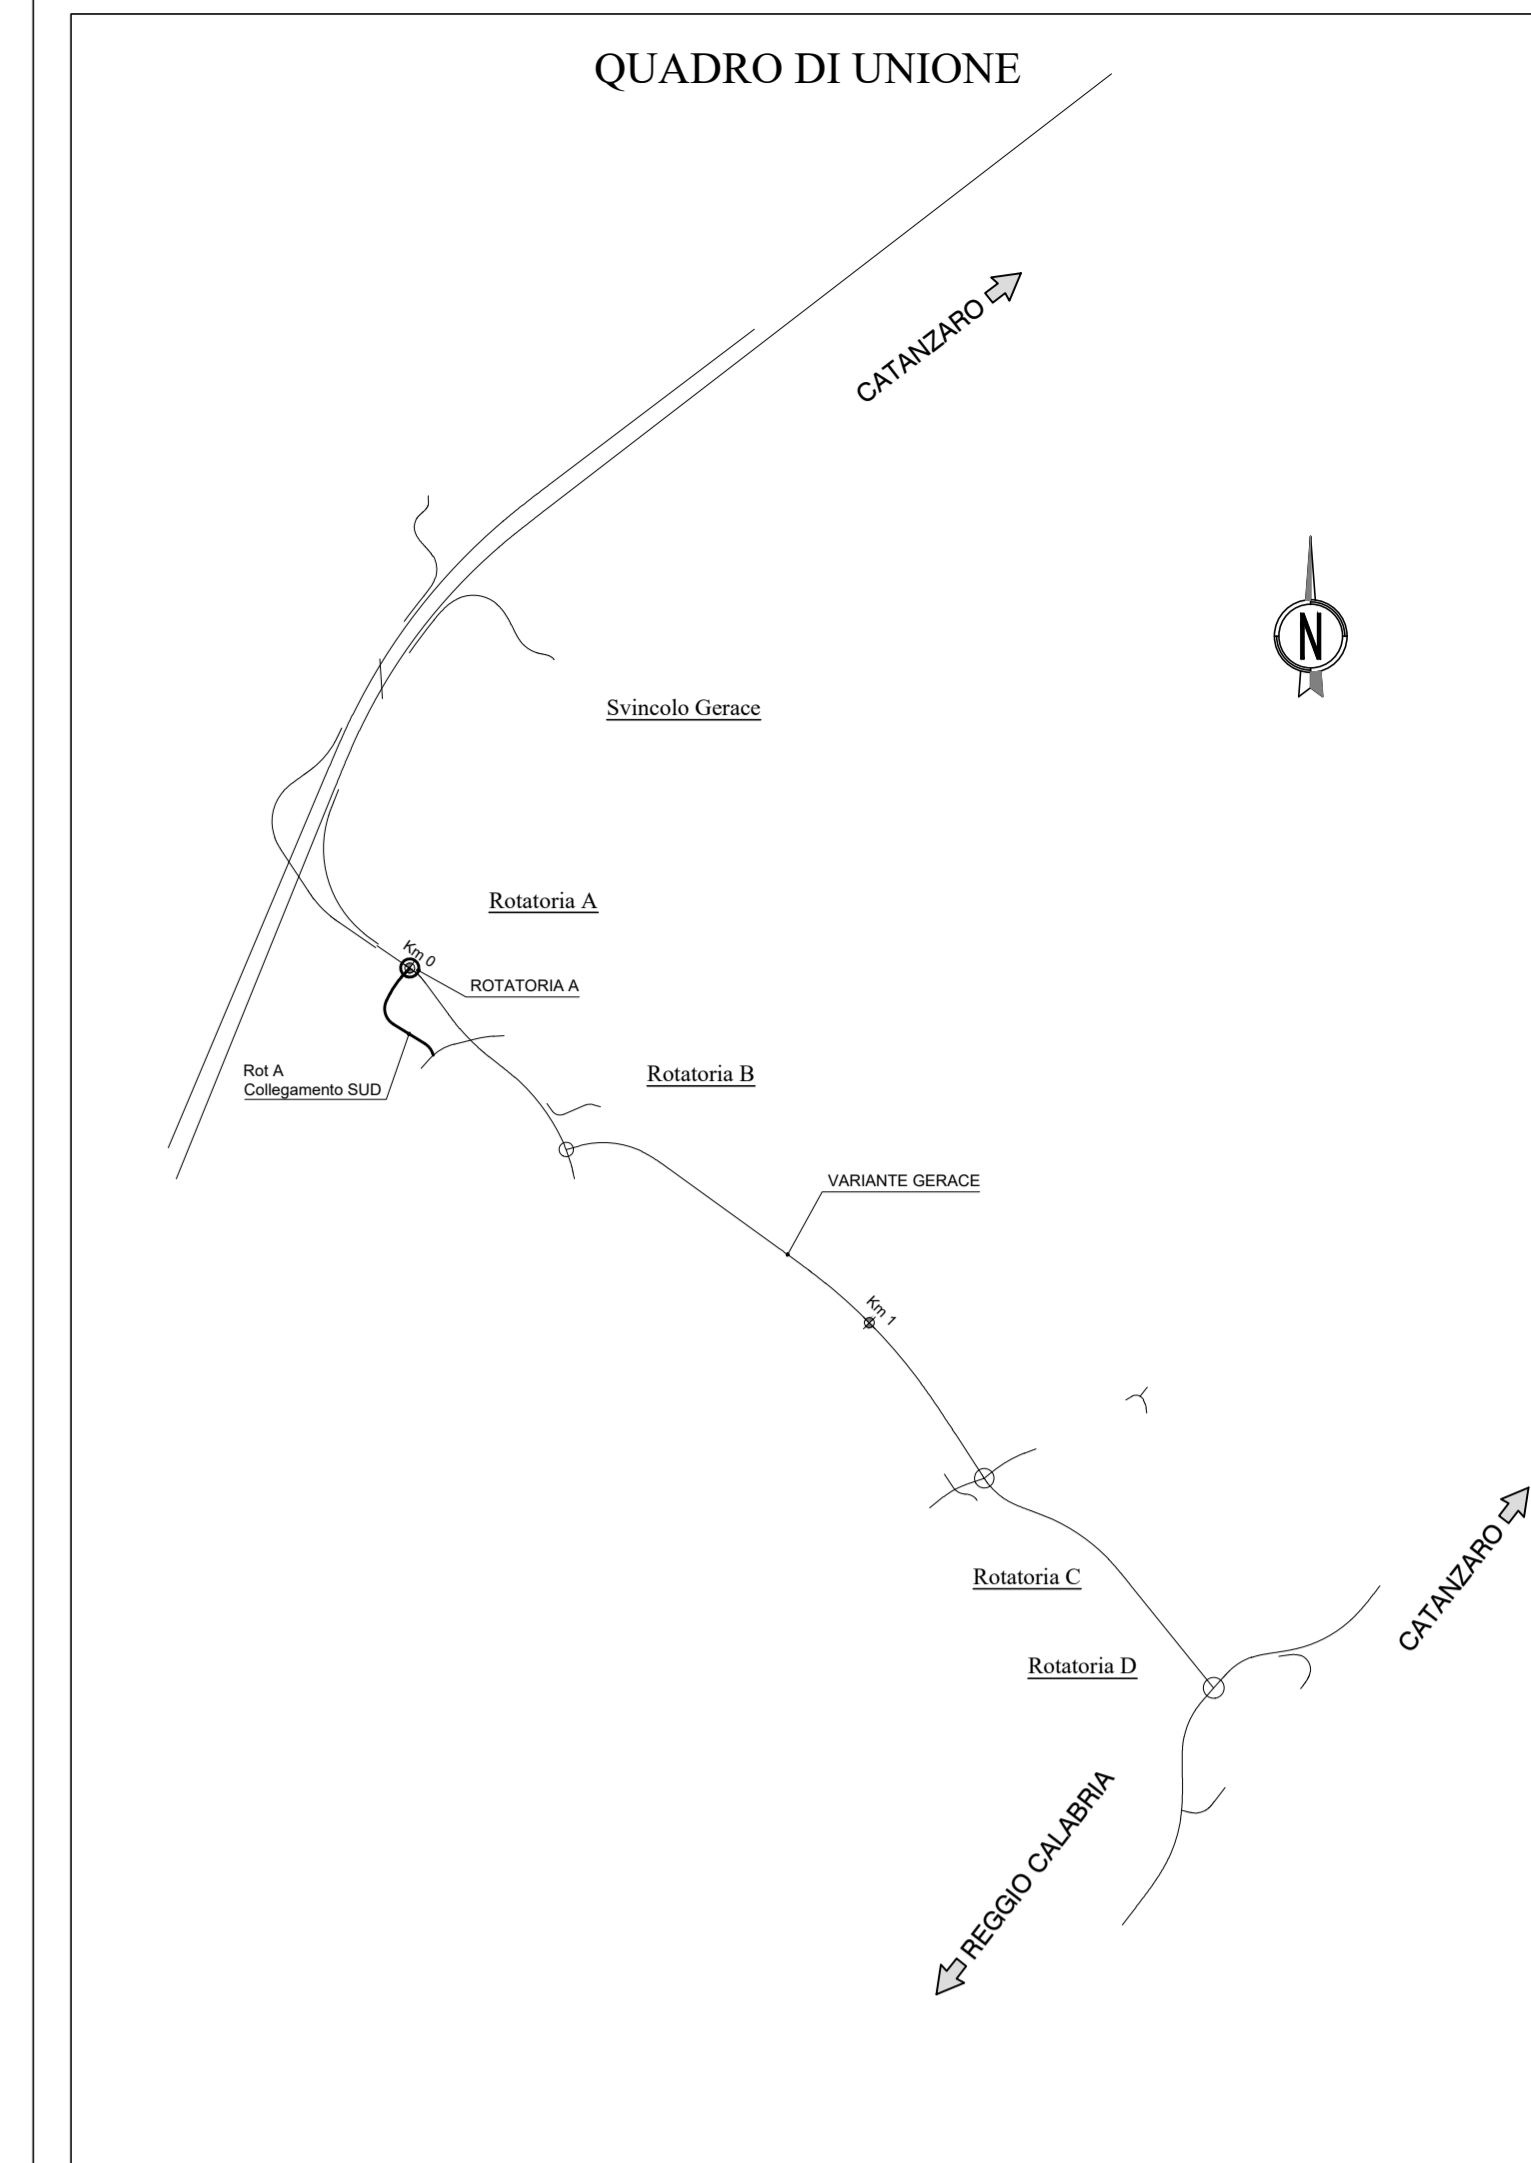 QUADRO DI UNIONE
CATANZARO
N
Svincolo Gerace
Rotatoria A
Km 0
ROTATORIA A
Rot A
Collegamento SUD
Rotatoria B
VARIANTE GERACE
Km 1
CATANZARO
Rotatoria C
Rotatoria D
REGGIO CALABRIA